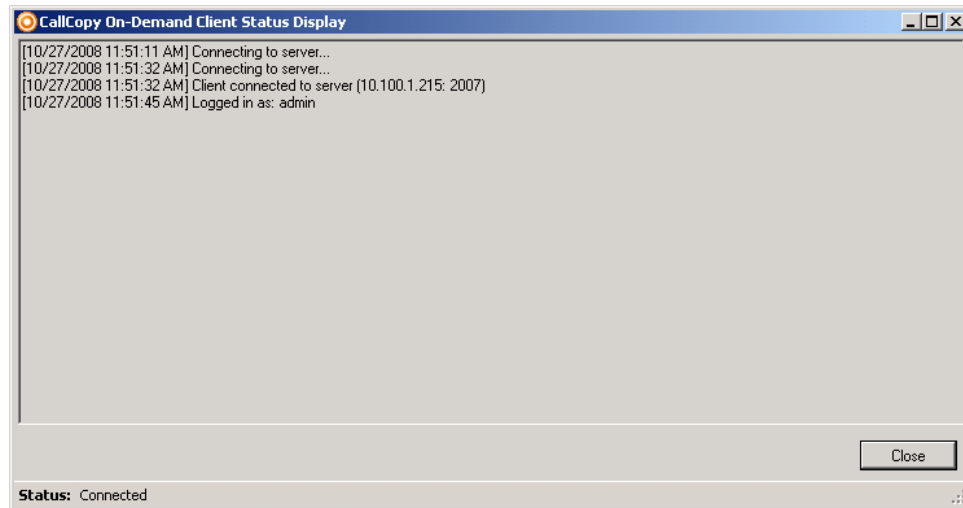 CallCopy On-Demand Client Status Display
[10/27/2008 11:51:11 AM] Connecting to server...
[10/27/2008 11:51:32 AM] Connecting to server...
[10/27/2008 11:51:32 AM] Client connected to server (10.100.1.215: 2007)
[10/27/2008 11:51:45 AM] Logged in as: admin
Close
Status: Connected